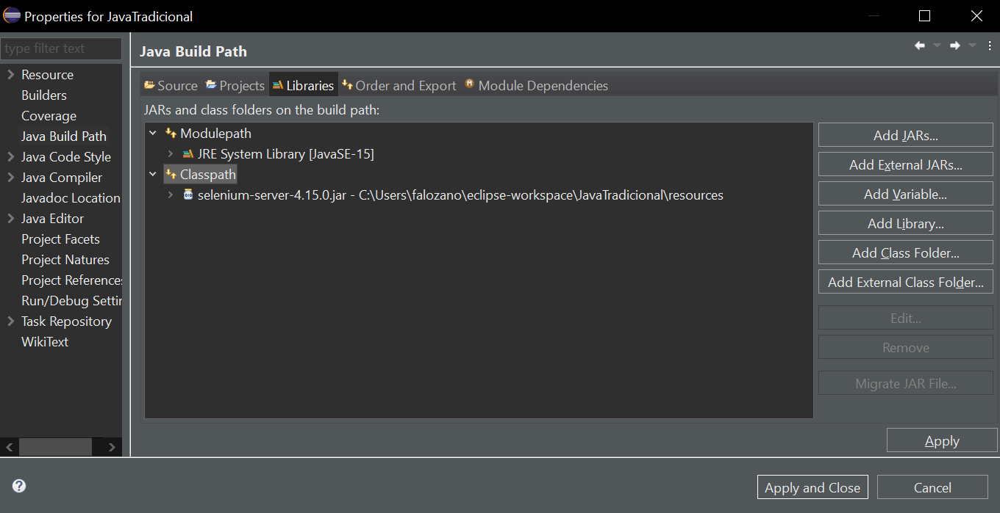 Properties for JavaTradicional
type filter text
Resource
Builders
Coverage
Java Build Path
Java Code Style
Java Compiler
Javadoc Location
Java Editor
Project Facets
Project Natures
Project References
Run/Debug Settin
Task Repository
WikiText
Java Build Path
Source Projects Libraries Order and Export Module Dependencies
JARs and class folders on the build path:
Modulepath
JRE System Library [JavaSE-15]
Classpath
selenium-server-4.15.0.jar - C:\Users\falozano\eclipse-workspace\JavaTradicional\resources
Add JARs...
Add External JARs...
Add Variable...
Add Library...
Add Class Folder...
Add External Class Folder...
Edit...
Remove
Migrate JAR File...
Apply
Apply and Close Cancel